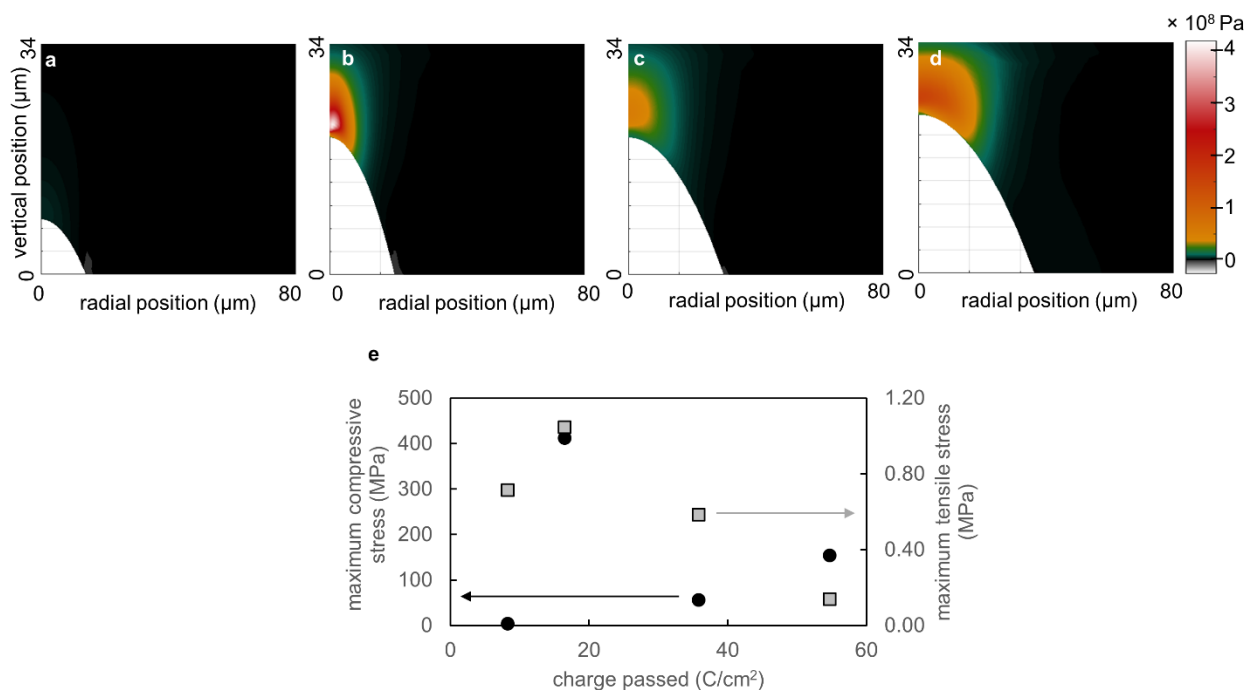 × 10⁸ Pa
34
a
vertical position (µm)
0
0
radial position (µm)
80
34
b
0
0
radial position (µm)
80
34
c
0
0
radial position (µm)
80
34
d
0
0
radial position (µm)
80
4
3
2
1
0
e
maximum compressive
stress (MPa)
500
400
300
200
100
0
0
20
40
60
charge passed (C/cm²)
1.20
0.80
0.40
0.00
maximum tensile stress
(MPa)